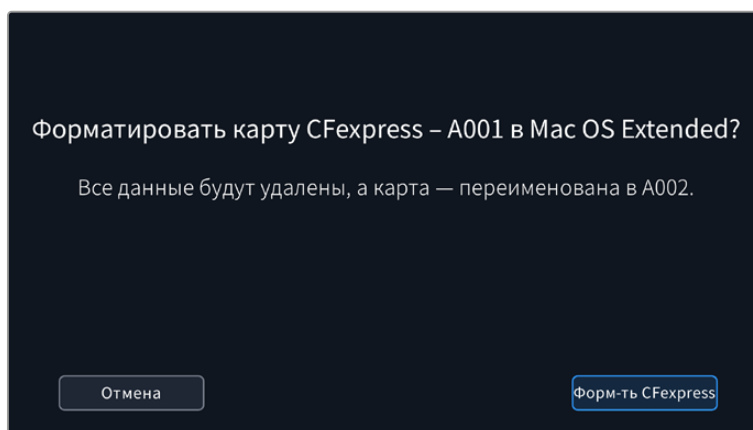 Форматировать карту CFexpress – A001 в Mac OS Extended?
Все данные будут удалены, а карта — переименована в A002.
Отмена
Форм-ть CFexpress